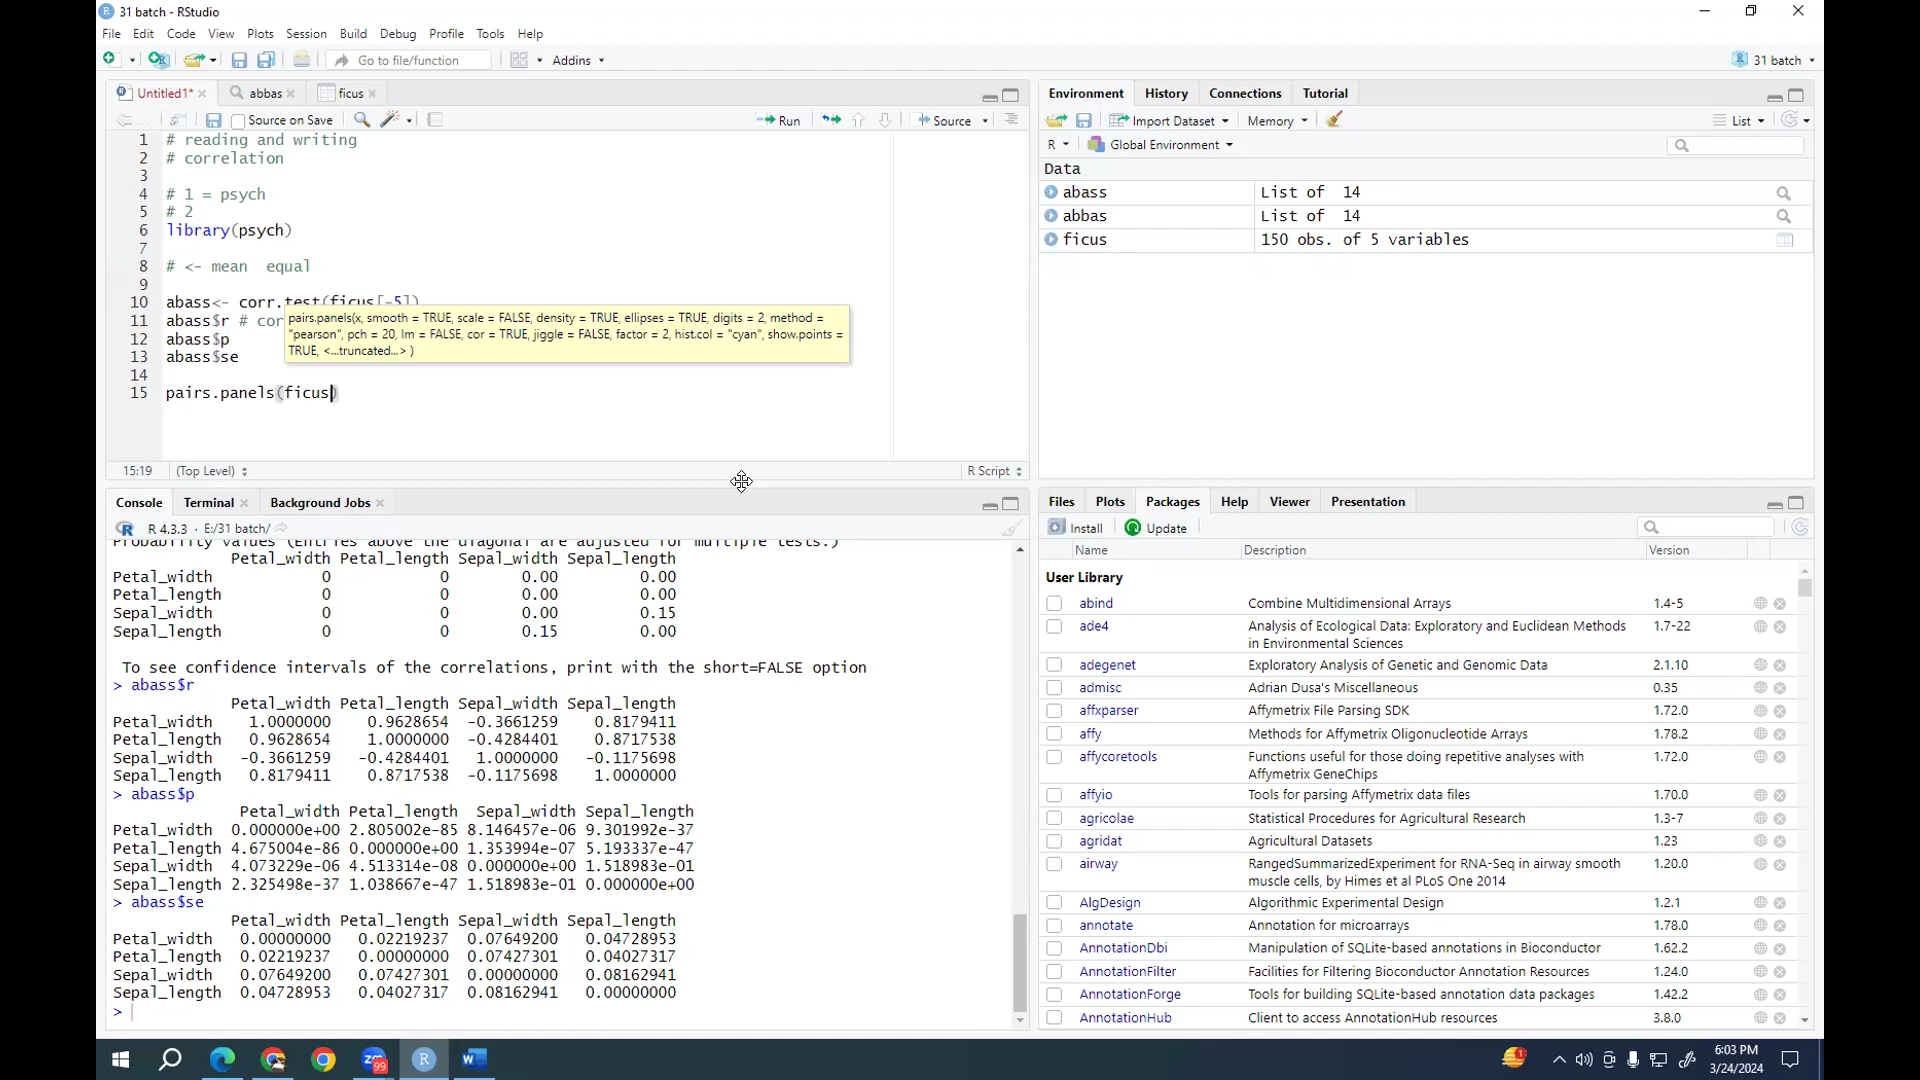 31 batch - RStudio
File Edit Code View Plots Session Build Debug Profile Tools Help
Go to file/function Addins 31 batch
Untitled1* abbas ficus
Source on Save Run Source
1 # reading and writing
2 # correlation
3
4 # 1 = psych
5 # 2
6 library(psych)
7
8 # <- mean  equal
9
10 abass<- corr.test(ficus[-5])
11 abass$r # cor
12 abass$p
13 abass$se
14
15 pairs.panels(ficus)
pairs.panels(x, smooth = TRUE, scale = FALSE, density = TRUE, ellipses = TRUE, digits = 2, method =
"pearson", pch = 20, lm = FALSE, cor = TRUE, jiggle = FALSE, factor = 2, hist.col = "cyan", show.points =
TRUE, <...truncated...> )
15:19 (Top Level) R Script
Console Terminal Background Jobs
R 4.3.3 · E:/31 batch/
Probability values (Entries above the diagonal are adjusted for multiple tests.)
Petal_width Petal_length Sepal_width Sepal_length
Petal_width 0 0 0.00 0.00
Petal_length 0 0 0.00 0.00
Sepal_width 0 0 0.00 0.15
Sepal_length 0 0 0.15 0.00
To see confidence intervals of the correlations, print with the short=FALSE option
> abass$r
Petal_width Petal_length Sepal_width Sepal_length
Petal_width 1.0000000 0.9628654 -0.3661259 0.8179411
Petal_length 0.9628654 1.0000000 -0.4284401 0.8717538
Sepal_width -0.3661259 -0.4284401 1.0000000 -0.1175698
Sepal_length 0.8179411 0.8717538 -0.1175698 1.0000000
> abass$p
Petal_width Petal_length Sepal_width Sepal_length
Petal_width 0.000000e+00 2.805002e-85 8.146457e-06 9.301992e-37
Petal_length 4.675004e-86 0.000000e+00 1.353994e-07 5.193337e-47
Sepal_width 4.073229e-06 4.513314e-08 0.000000e+00 1.518983e-01
Sepal_length 2.325498e-37 1.038667e-47 1.518983e-01 0.000000e+00
> abass$se
Petal_width Petal_length Sepal_width Sepal_length
Petal_width 0.00000000 0.02219237 0.07649200 0.04728953
Petal_length 0.02219237 0.00000000 0.07427301 0.04027317
Sepal_width 0.07649200 0.07427301 0.00000000 0.08162941
Sepal_length 0.04728953 0.04027317 0.08162941 0.00000000
>
Environment History Connections Tutorial
Import Dataset Memory List
R Global Environment
Data
abass List of 14
abbas List of 14
ficus 150 obs. of 5 variables
Files Plots Packages Help Viewer Presentation
Install Update
Name Description Version
User Library
abind Combine Multidimensional Arrays 1.4-5
ade4 Analysis of Ecological Data: Exploratory and Euclidean Methods 1.7-22
in Environmental Sciences
adegenet Exploratory Analysis of Genetic and Genomic Data 2.1.10
admisc Adrian Dusa's Miscellaneous 0.35
affxparser Affymetrix File Parsing SDK 1.72.0
affy Methods for Affymetrix Oligonucleotide Arrays 1.78.2
affycoretools Functions useful for those doing repetitive analyses with 1.72.0
Affymetrix GeneChips
affyio Tools for parsing Affymetrix data files 1.70.0
agricolae Statistical Procedures for Agricultural Research 1.3-7
agridat Agricultural Datasets 1.23
airway RangedSummarizedExperiment for RNA-Seq in airway smooth 1.20.0
muscle cells, by Himes et al PLoS One 2014
AlgDesign Algorithmic Experimental Design 1.2.1
annotate Annotation for microarrays 1.78.0
AnnotationDbi Manipulation of SQLite-based annotations in Bioconductor 1.62.2
AnnotationFilter Facilities for Filtering Bioconductor Annotation Resources 1.24.0
AnnotationForge Tools for building SQLite-based annotation data packages 1.42.2
AnnotationHub Client to access AnnotationHub resources 3.8.0
99
6:03 PM
3/24/2024